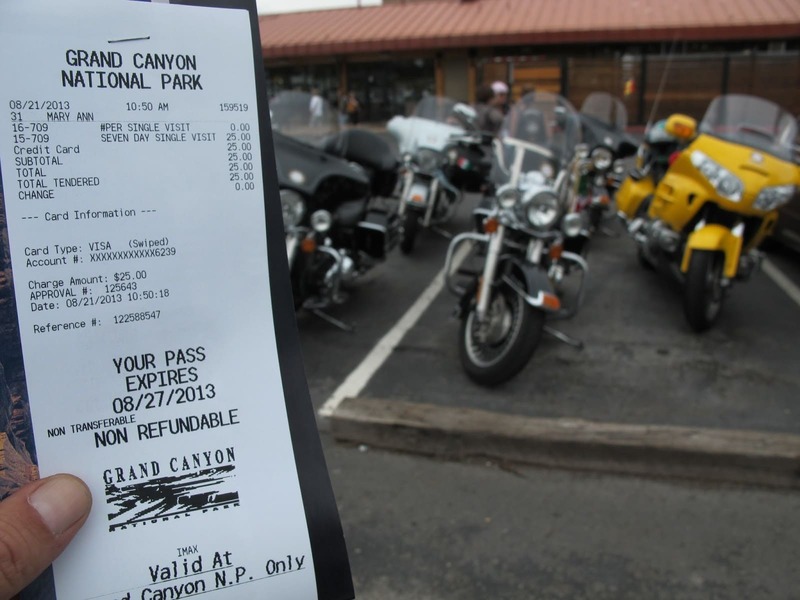 GRAND CANYON
NATIONAL PARK
08/21/2013 10:50 AM 159519
31 MARY ANN
16-709 #PER SINGLE VISIT 0.00
15-709 SEVEN DAY SINGLE VISIT 25.00
Credit Card 25.00
SUBTOTAL 25.00
TOTAL 25.00
TOTAL TENDERED 25.00
CHANGE 0.00
--- Card Information ---
Card Type: VISA (Swiped)
Account #: XXXXXXXXXXXX6239
Charge Amount: $25.00
APPROVAL #: 125643
Date: 08/21/2013 10:50:18
Reference #: 122588547
YOUR PASS
EXPIRES
08/27/2013
NON TRANSFERABLE
NON REFUNDABLE
GRAND CANYON
NATIONAL PARK
IMAX
Valid At
d Canyon N.P. Only